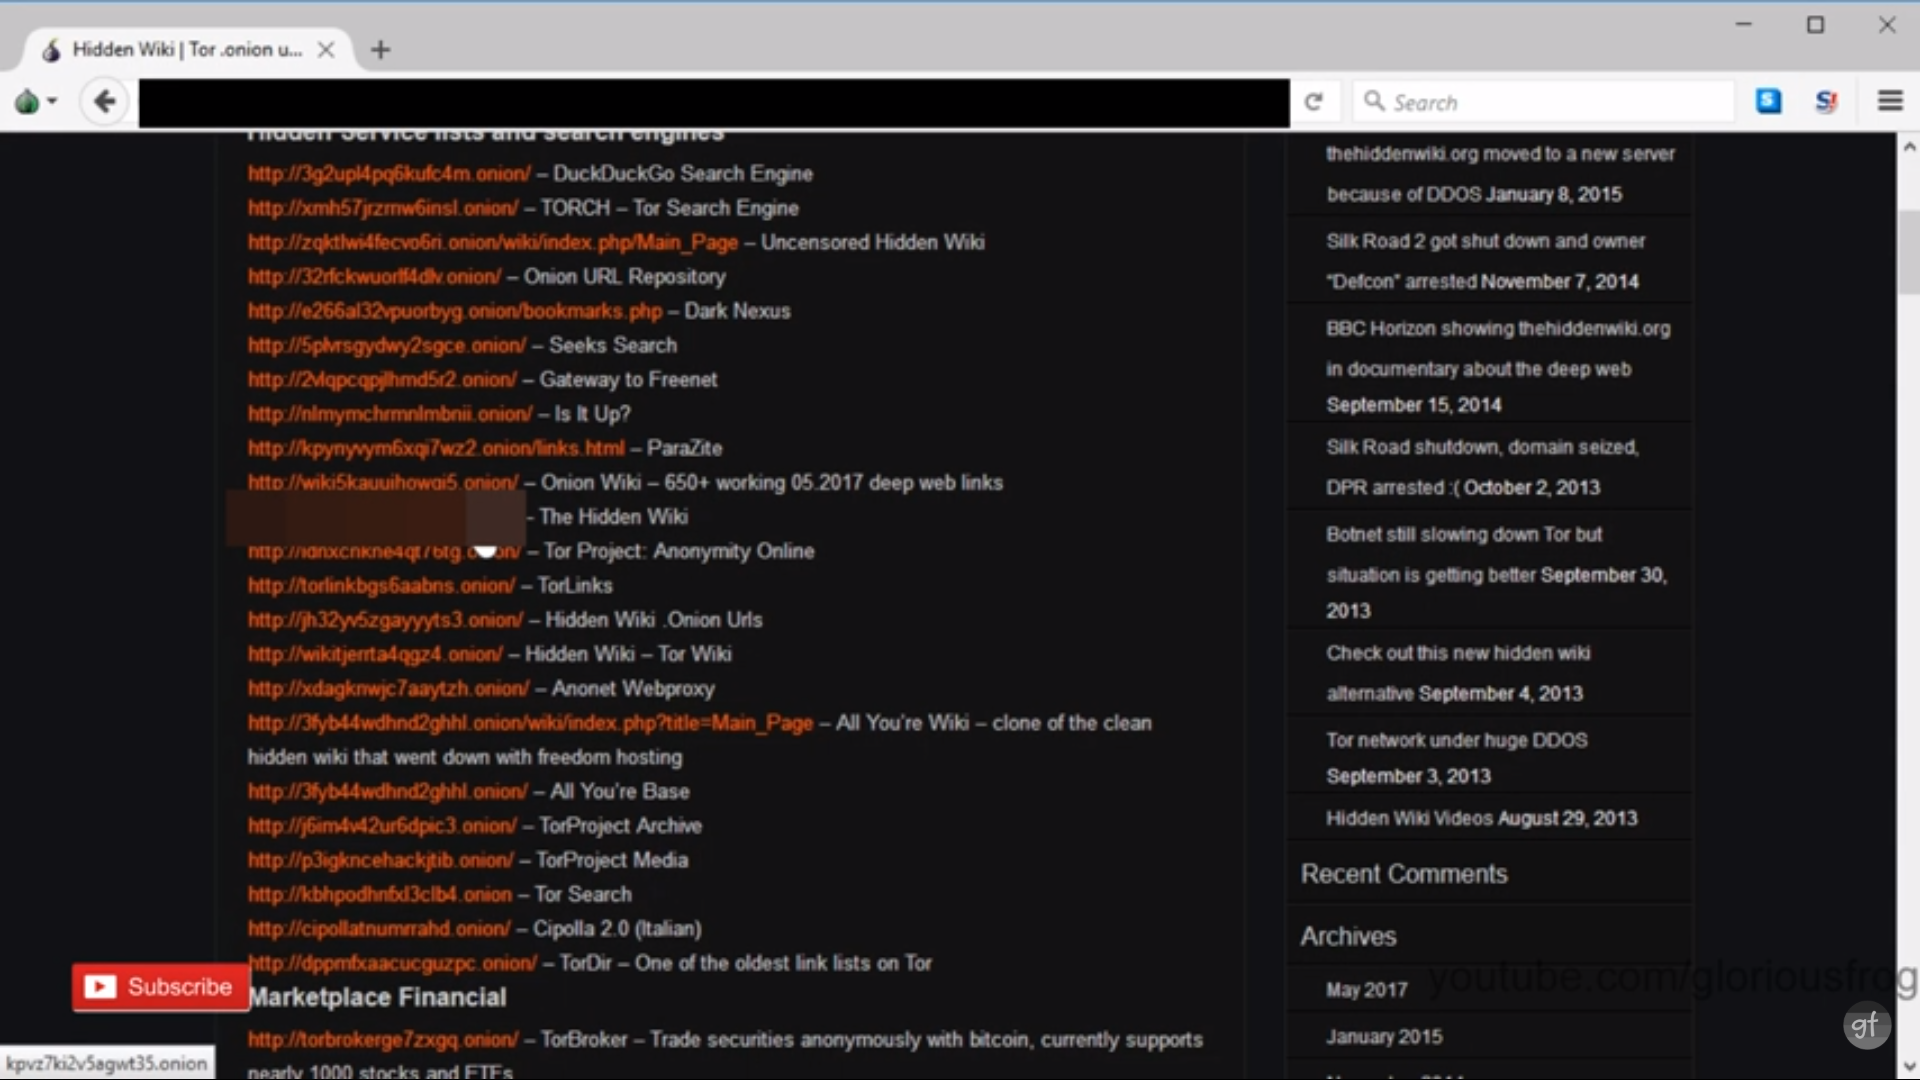 Hidden Wiki | Tor .onion u...
Search
Hidden Service lists and search engines
http://3g2upl4pq6kufc4m.onion/ – DuckDuckGo Search Engine
http://xmh57jrzrnw6insl.onion/ – TORCH – Tor Search Engine
http://zqktlwi4fecvo6ri.onion/wiki/index.php/Main_Page – Uncensored Hidden Wiki
http://32rfckwuorlf4dlv.onion/ – Onion URL Repository
http://e266al32vpuorbyg.onion/bookmarks.php – Dark Nexus
http://5plvrsgydwy2sgce.onion/ – Seeks Search
http://2vlqpcqpjlhmd5r2.onion/ – Gateway to Freenet
http://nlmymchrmnlmbnii.onion/ – Is It Up?
http://kpynyvym6xqi7wz2.onion/links.html – ParaZite
http://wiki5kauuihowqi5.onion/ – Onion Wiki – 650+ working 05.2017 deep web links
- The Hidden Wiki
– Tor Project: Anonymity Online
http://torlinkbgs6aabns.onion/ – TorLinks
http://jh32yv5zgayyyts3.onion/ – Hidden Wiki .Onion Urls
http://wikitjerrta4qgz4.onion/ – Hidden Wiki – Tor Wiki
http://xdagknwjc7aaytzh.onion/ – Anonet Webproxy
http://3fyb44wdhnd2ghhl.onion/wiki/index.php?title=Main_Page – All You're Wiki – clone of the clean
hidden wiki that went down with freedom hosting
http://3fyb44wdhnd2ghhl.onion/ – All You're Base
http://j6im4v42ur6dpic3.onion/ – TorProject Archive
http://p3igkncehackjtib.onion/ – TorProject Media
http://kbhpodhnfxl3clb4.onion – Tor Search
http://cipollatnumrrahd.onion/ – Cipolla 2.0 (Italian)
http://dppmfxaacucguzpc.onion/ – TorDir – One of the oldest link lists on Tor
Marketplace Financial
http://torbrokerge7zxgq.onion/ – TorBroker – Trade securities anonymously with bitcoin, currently supports
nearly 1000 stocks and ETFs
thehiddenwiki.org moved to a new server
because of DDOS January 8, 2015
Silk Road 2 got shut down and owner
"Defcon" arrested November 7, 2014
BBC Horizon showing thehiddenwiki.org
in documentary about the deep web
September 15, 2014
Silk Road shutdown, domain seized,
DPR arrested :( October 2, 2013
Botnet still slowing down Tor but
situation is getting better September 30,
2013
Check out this new hidden wiki
alternative September 4, 2013
Tor network under huge DDOS
September 3, 2013
Hidden Wiki Videos August 29, 2013
Recent Comments
Archives
May 2017
January 2015
Subscribe
youtube.com/gloriousfrog
gf
kpvz7ki2v5agwt35.onion